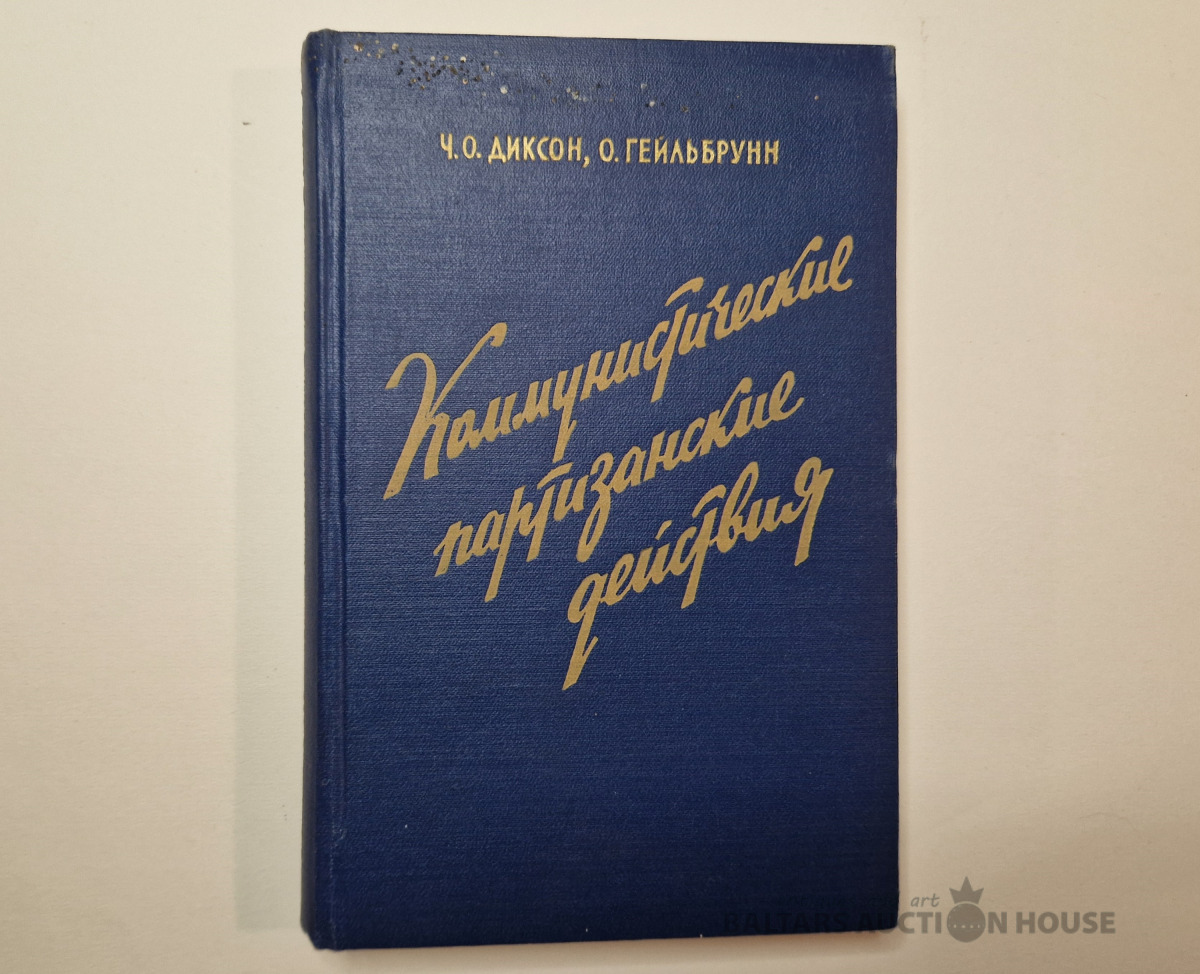 Ч.О. ДИКСОН, О. ГЕЙЛЬБРУНН
Коммунистические
партизанские
действия
art
BALTARS AUCTION HOUSE